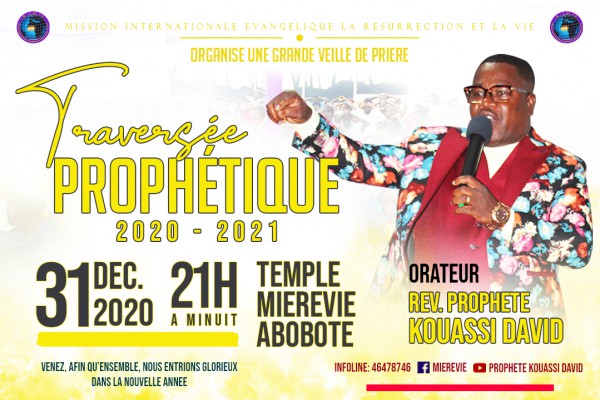 MISSION INTERNATIONALE EVANGELIQUE LA RESURRECTION ET LA VIE
ORGANISE UNE GRANDE VEILLE DE PRIERE
Traversée
PROPHÉTIQUE
2020 - 2021
31 DEC. 2020
21H A MINUIT
TEMPLE
MIEREVIE
ABOBOTE
ORATEUR
REV. PROPHETE
KOUASSI DAVID
VENEZ, AFIN QU'ENSEMBLE, NOUS ENTRIONS GLORIEUX
DANS LA NOUVELLE ANNEE
INFOLINE: 46478746 MIEREVIE PROPHETE KOUASSI DAVID